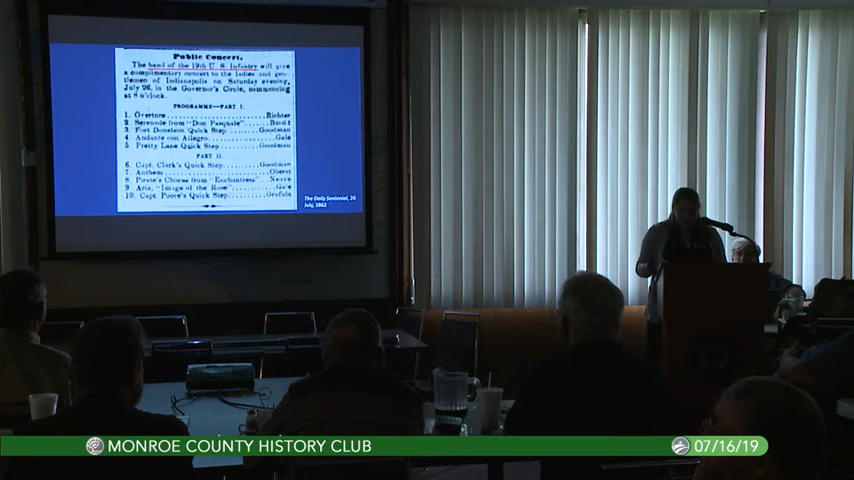 Public Concert.
The band of the 19th U. S. Infantry will give
a complimentary concert to the ladies and gen-
tlemen of Indianapolis on Saturday evening,
July 26, in the Governor's Circle, commencing
at 8 o'clock.
PROGRAMME—PART I.
1. Overture Richter
2. Serenade from "Don Pasquale"
3. Fort Donelson Quick Step Goodman
4. Andante con Allegro Gale
5. Pretty Lane Quick Step Goodman
PART II.
6. Capt. Clark's Quick Step Goodman
7. Anthem
8. Pirate's Chorus from "Enchantress"
9. Aria, "Image of the Rose" Gale
10. Capt Poore's Quick Step
The Daily Sentenial, 26
July, 1862
MONROE COUNTY HISTORY CLUB
07/16/19